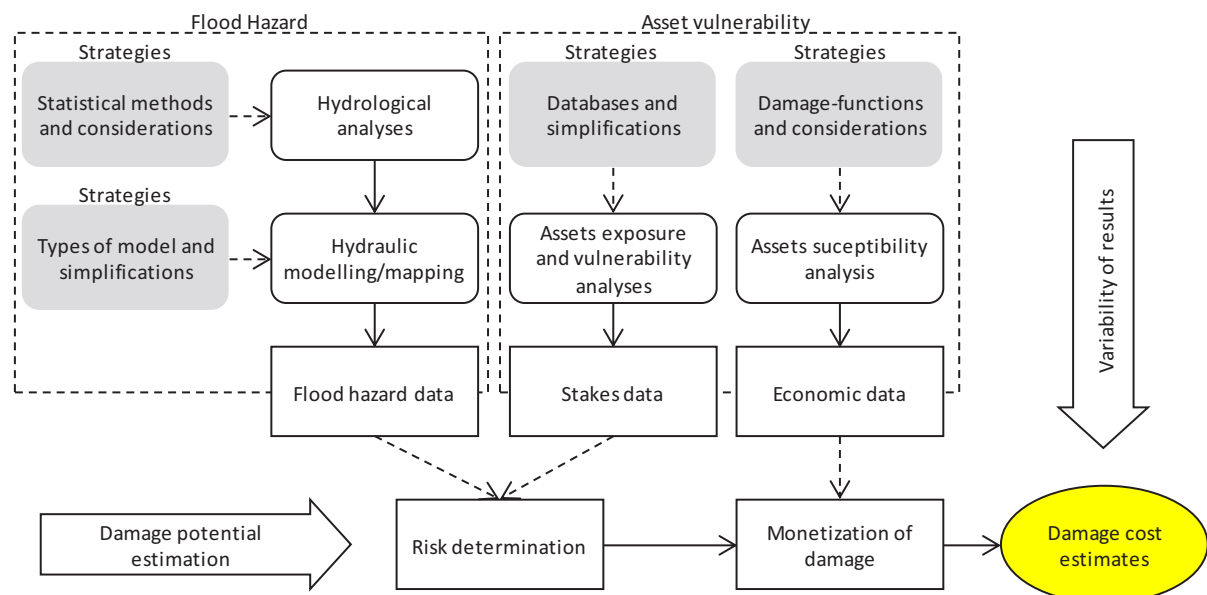 Flood Hazard
Asset vulnerability
Strategies
Strategies
Strategies
Statistical methods
and considerations
Hydrological
analyses
Databases and
simplifications
Damage-functions
and considerations
Strategies
Types of model and
simplifications
Hydraulic
modelling/mapping
Assets exposure
and vulnerability
analyses
Assets suceptibility
analysis
Variability of results
Flood hazard data
Stakes data
Economic data
Damage potential
estimation
Risk determination
Monetization of
damage
Damage cost
estimates